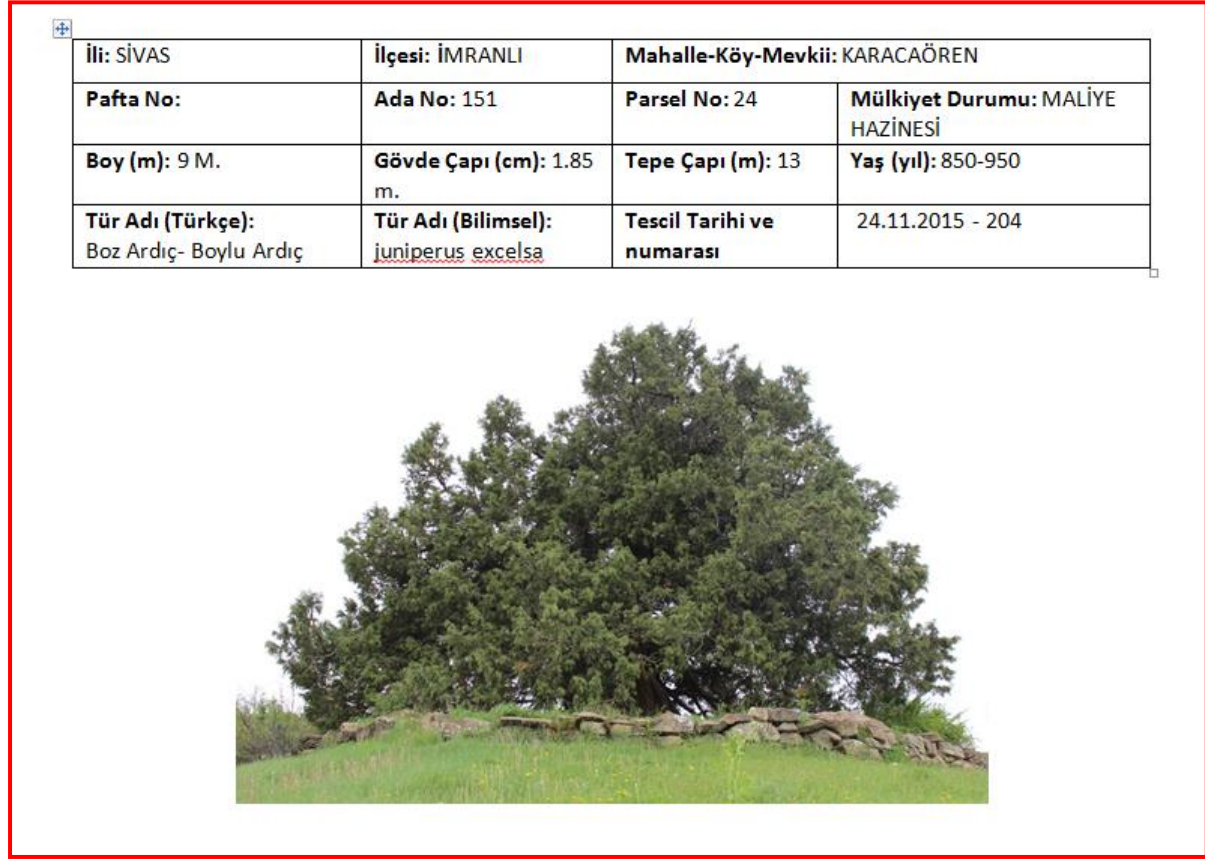 İli: SİVAS İlçesi: İMRANLI Mahalle-Köy-Mevkii: KARACAÖREN
Pafta No: Ada No: 151 Parsel No: 24 Mülkiyet Durumu: MALİYE
HAZİNESİ
Boy (m): 9 M. Gövde Çapı (cm): 1.85 Tepe Çapı (m): 13 Yaş (yıl): 850-950
m.
Tür Adı (Türkçe): Tür Adı (Bilimsel): Tescil Tarihi ve 24.11.2015 - 204
Boz Ardıç- Boylu Ardıç juniperus excelsa numarası